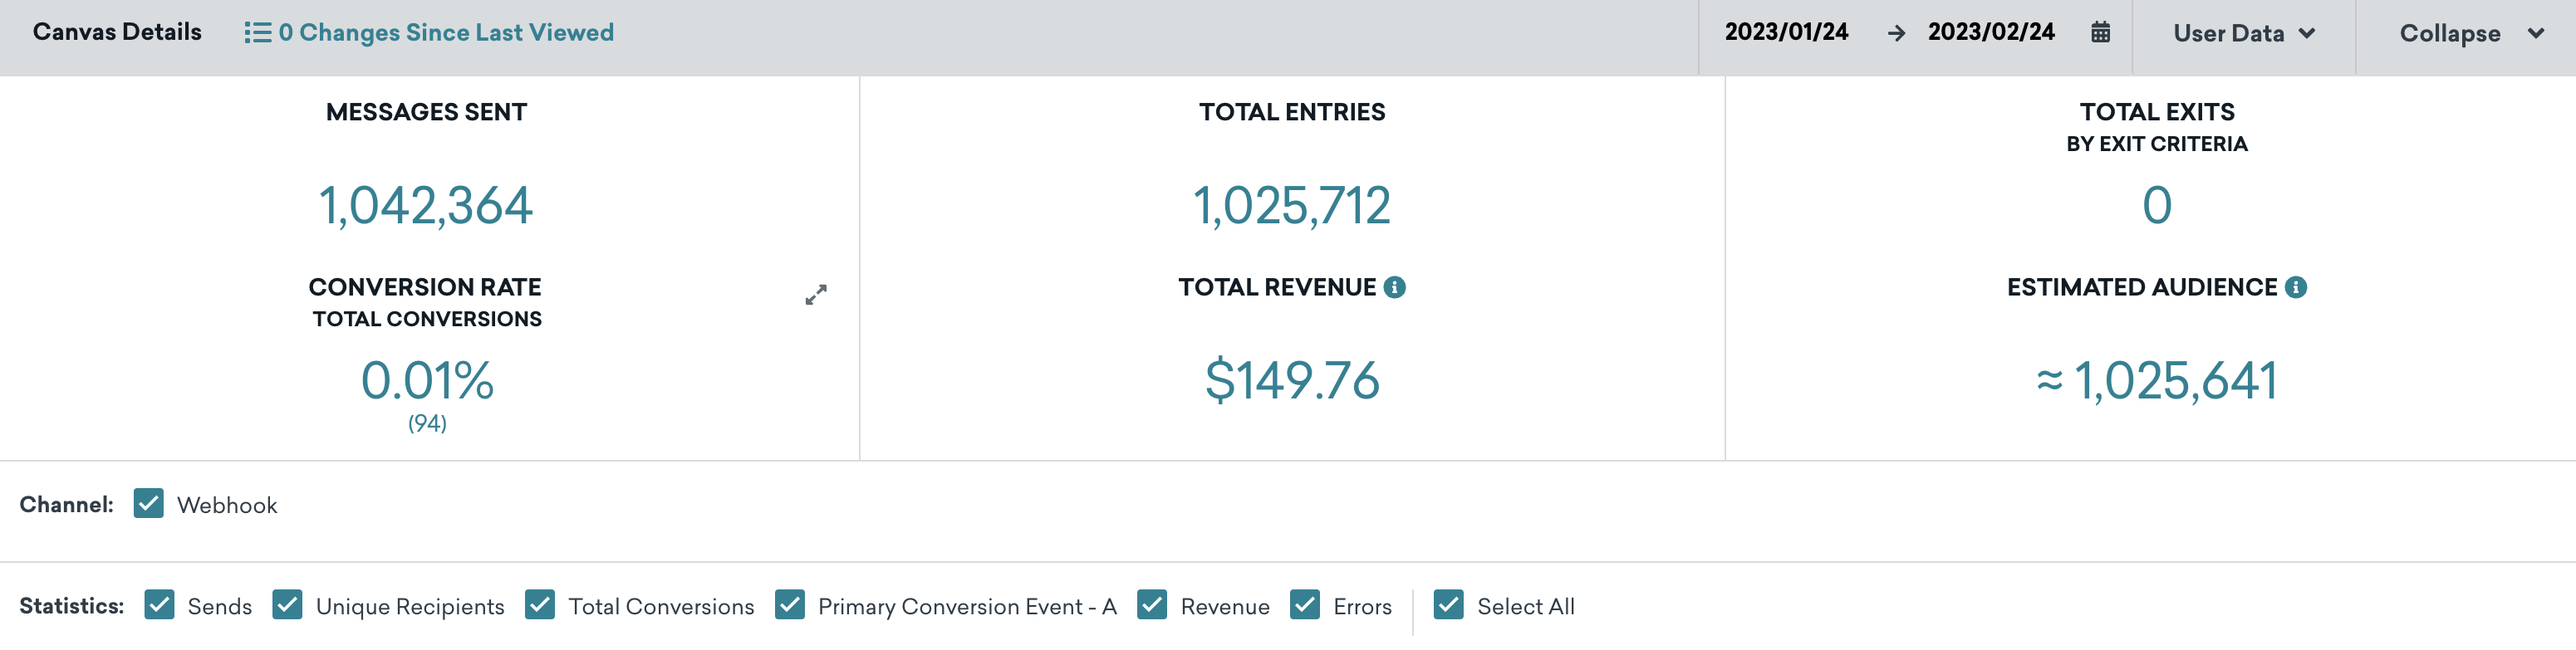 Canvas Details
0 Changes Since Last Viewed
2023/01/24 → 2023/02/24
User Data
Collapse
MESSAGES SENT
1,042,364
TOTAL ENTRIES
1,025,712
TOTAL EXITS
BY EXIT CRITERIA
0
CONVERSION RATE
TOTAL CONVERSIONS
0.01%
(94)
TOTAL REVENUE
$149.76
ESTIMATED AUDIENCE
≈ 1,025,641
Channel: Webhook
Statistics: Sends Unique Recipients Total Conversions Primary Conversion Event - A Revenue Errors Select All